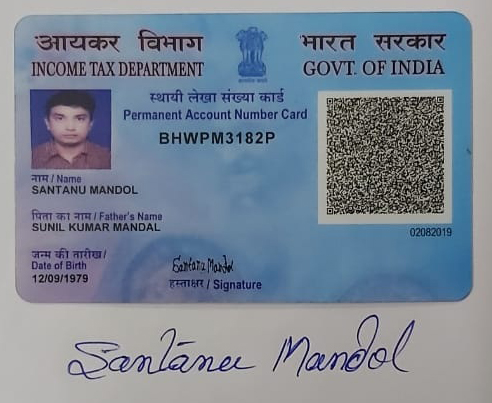 आयकर विभाग
INCOME TAX DEPARTMENT
भारत सरकार
GOVT. OF INDIA
स्थायी लेखा संख्या कार्ड
Permanent Account Number Card
BHWPM3182P
नाम / Name
SANTANU MANDOL
पिता का नाम / Father's Name
SUNIL KUMAR MANDAL
जन्म की तारीख /
Date of Birth
12/09/1979
Santanu Mandol
हस्ताक्षर / Signature
02082019
Santanu Mandol